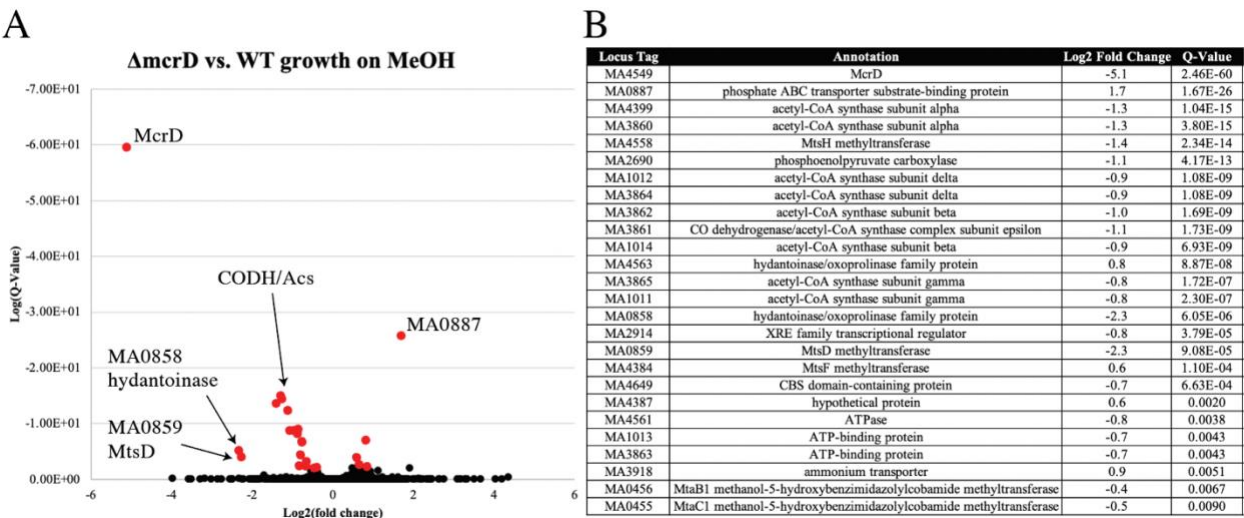 A
ΔmcrD vs. WT growth on MeOH
-7.00E+01
-6.00E+01
-5.00E+01
-4.00E+01
-3.00E+01
-2.00E+01
-1.00E+01
0.00E+00
Log(Q-Value)
McrD
CODH/Acs
MA0887
MA0858
hydantoinase
MA0859
MtsD
-6 -4 -2 0 2 4 6
Log2(fold change)
B
Locus Tag Annotation Log2 Fold Change Q-Value
MA4549 McrD -5.1 2.46E-60
MA0887 phosphate ABC transporter substrate-binding protein 1.7 1.67E-26
MA4399 acetyl-CoA synthase subunit alpha -1.3 1.04E-15
MA3860 acetyl-CoA synthase subunit alpha -1.3 3.80E-15
MA4558 MtsH methyltransferase -1.4 2.34E-14
MA2690 phosphoenolpyruvate carboxylase -1.1 4.17E-13
MA1012 acetyl-CoA synthase subunit delta -0.9 1.08E-09
MA3864 acetyl-CoA synthase subunit delta -0.9 1.08E-09
MA3862 acetyl-CoA synthase subunit beta -1.0 1.69E-09
MA3861 CO dehydrogenase/acetyl-CoA synthase complex subunit epsilon -1.1 1.73E-09
MA1014 acetyl-CoA synthase subunit beta -0.9 6.93E-09
MA4563 hydantoinase/oxoprolinase family protein 0.8 8.87E-08
MA3865 acetyl-CoA synthase subunit gamma -0.8 1.72E-07
MA1011 acetyl-CoA synthase subunit gamma -0.8 2.30E-07
MA0858 hydantoinase/oxoprolinase family protein -2.3 6.05E-06
MA2914 XRE family transcriptional regulator -0.8 3.79E-05
MA0859 MtsD methyltransferase -2.3 9.08E-05
MA4384 MtsF methyltransferase 0.6 1.10E-04
MA4649 CBS domain-containing protein -0.7 6.63E-04
MA4387 hypothetical protein 0.6 0.0020
MA4561 ATPase -0.8 0.0038
MA1013 ATP-binding protein -0.7 0.0043
MA3863 ATP-binding protein -0.7 0.0043
MA3918 ammonium transporter 0.9 0.0051
MA0456 MtaB1 methanol-5-hydroxybenzimidazolylcobamide methyltransferase -0.4 0.0067
MA0455 MtaC1 methanol-5-hydroxybenzimidazolylcobamide methyltransferase -0.5 0.0090